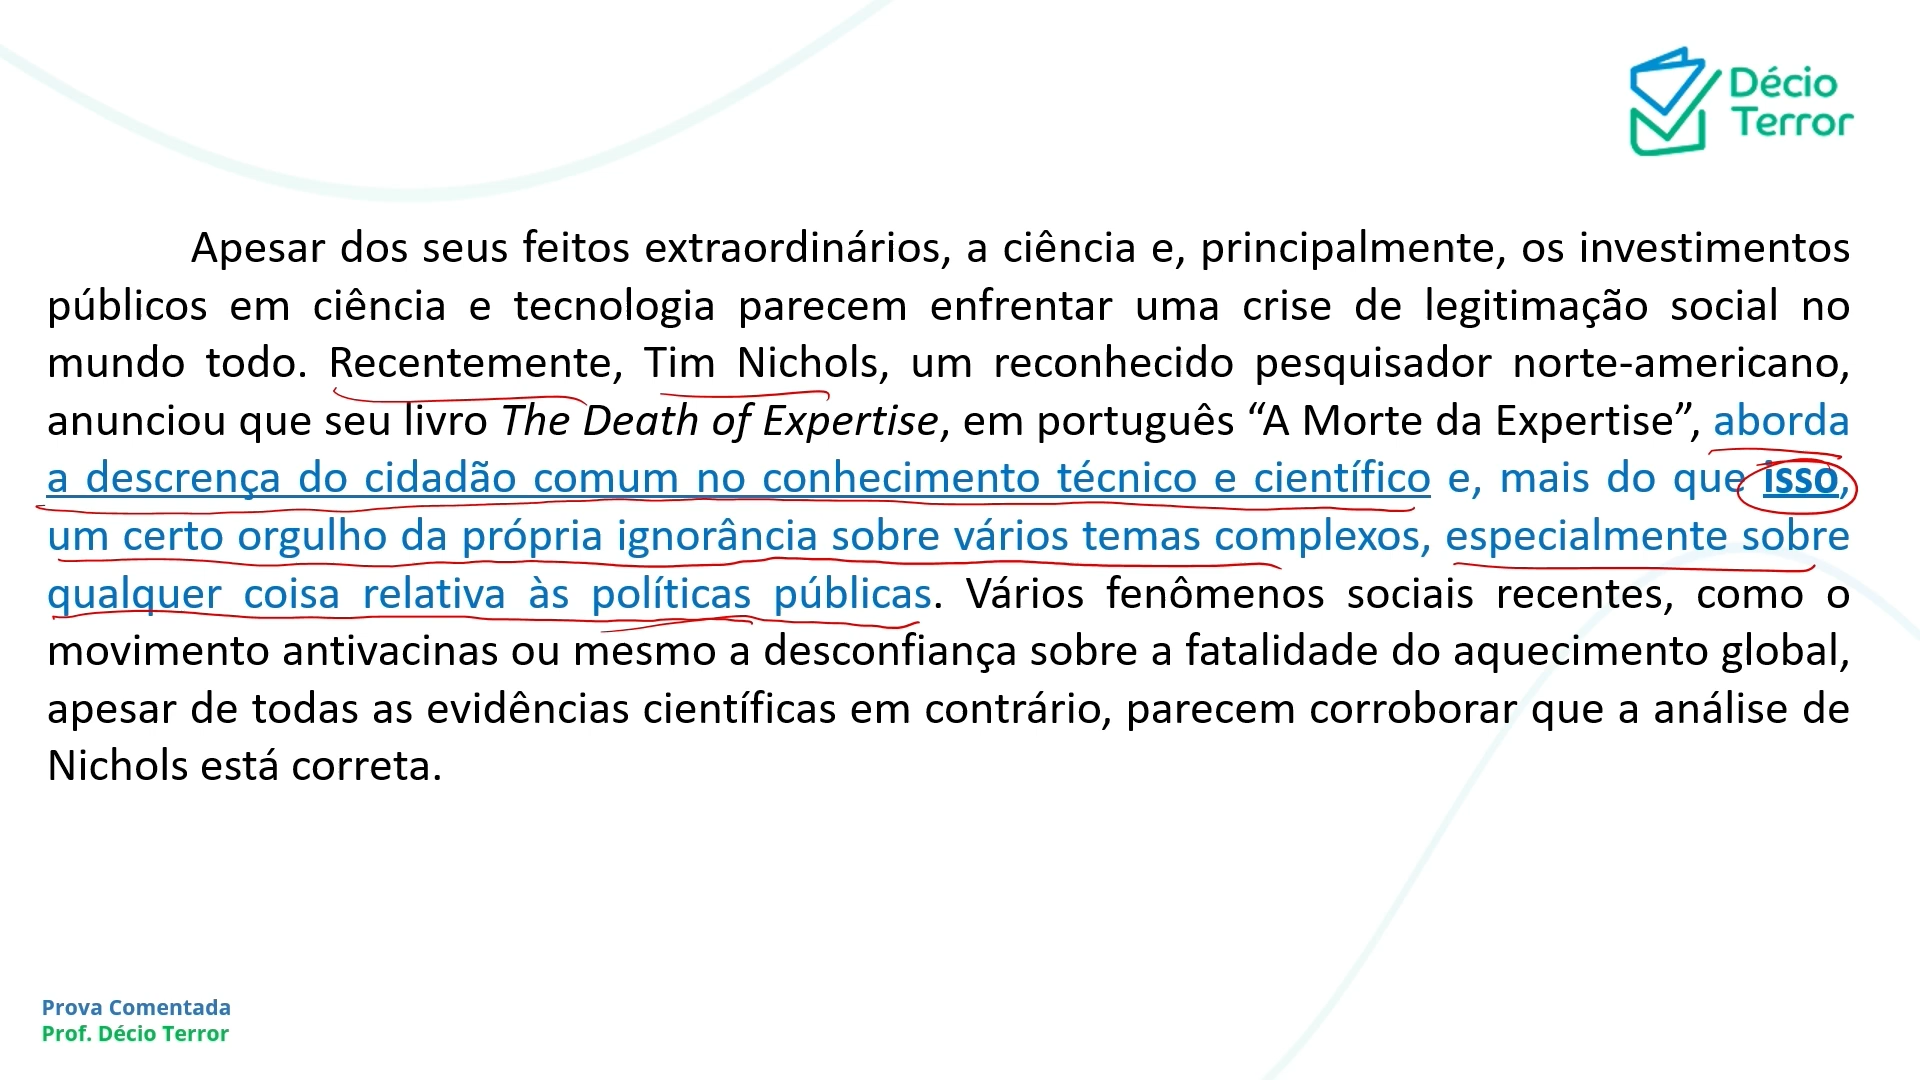 Décio
Terror
Apesar dos seus feitos extraordinários, a ciência e, principalmente, os investimentos
públicos em ciência e tecnologia parecem enfrentar uma crise de legitimação social no
mundo todo. Recentemente, Tim Nichols, um reconhecido pesquisador norte-americano,
anunciou que seu livro The Death of Expertise, em português “A Morte da Expertise”, aborda
a descrença do cidadão comum no conhecimento técnico e científico e, mais do que isso,
um certo orgulho da própria ignorância sobre vários temas complexos, especialmente sobre
qualquer coisa relativa às políticas públicas. Vários fenômenos sociais recentes, como o
movimento antivacinas ou mesmo a desconfiança sobre a fatalidade do aquecimento global,
apesar de todas as evidências científicas em contrário, parecem corroborar que a análise de
Nichols está correta.
Prova Comentada
Prof. Décio Terror